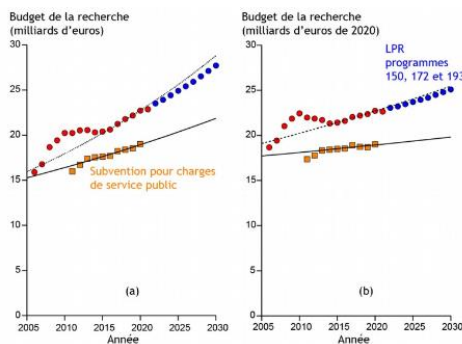 Budget de la recherche
(milliards d'euros)
30
25
20
15
10
5
0
Subvention pour charges
de service public
(a)
2005 2010 2015 2020 2025 2030
Année
Budget de la recherche
(milliards d'euros de 2020)
30
LPR
programmes
150, 172 et 193
25
20
15
10
5
0
(b)
2005 2010 2015 2020 2025 2030
Année